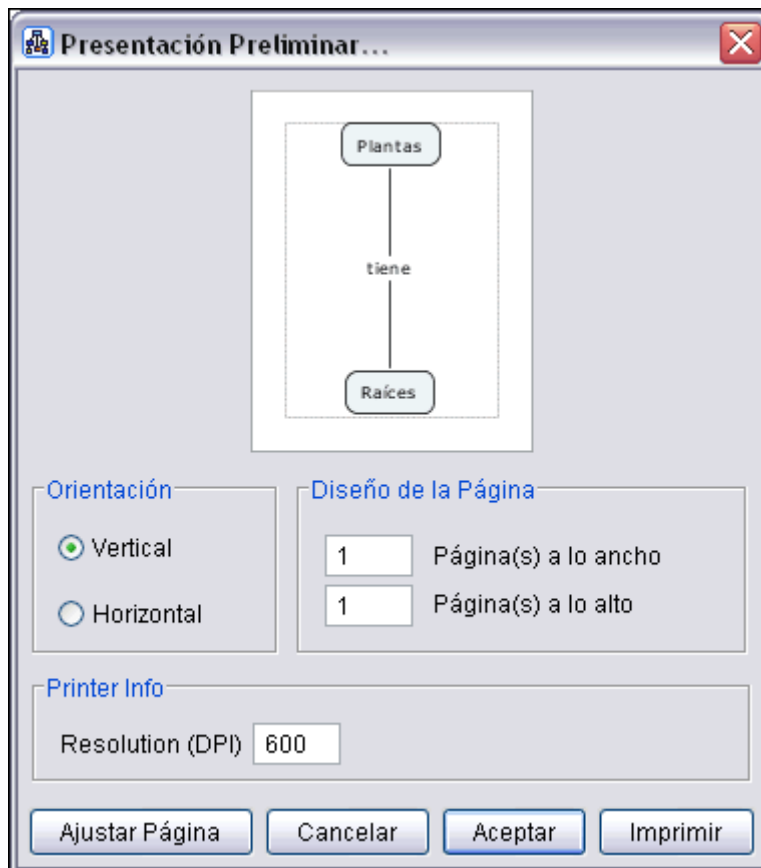 Presentación Preliminar...
Plantas
tiene
Raíces
Orientación
Vertical
Horizontal
Diseño de la Página
1 Página(s) a lo ancho
1 Página(s) a lo alto
Printer Info
Resolution (DPI) 600
Ajustar Página Cancelar Aceptar Imprimir